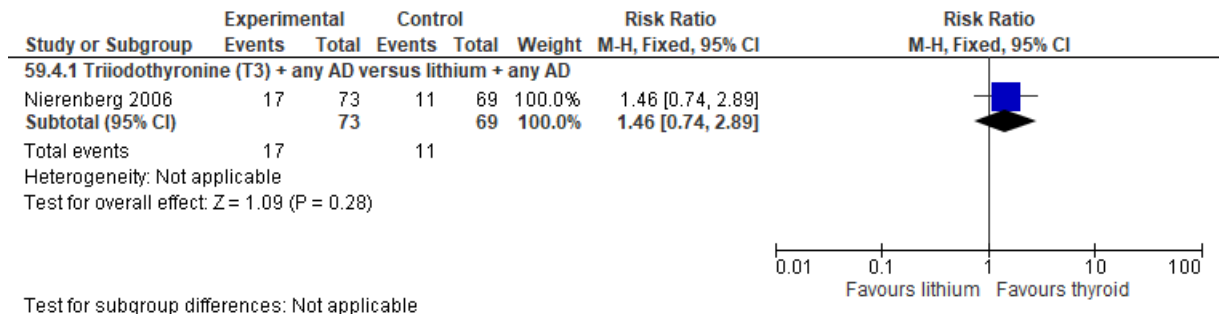 Experimental Control Risk Ratio Risk Ratio
Study or Subgroup Events Total Events Total Weight M-H, Fixed, 95% CI M-H, Fixed, 95% CI
59.4.1 Triiodothyronine (T3) + any AD versus lithium + any AD
Nierenberg 2006 17 73 11 69 100.0% 1.46 [0.74, 2.89]
Subtotal (95% CI) 73 69 100.0% 1.46 [0.74, 2.89]
Total events 17 11
Heterogeneity: Not applicable
Test for overall effect: Z = 1.09 (P = 0.28)
0.01 0.1 1 10 100
Favours lithium Favours thyroid
Test for subgroup differences: Not applicable